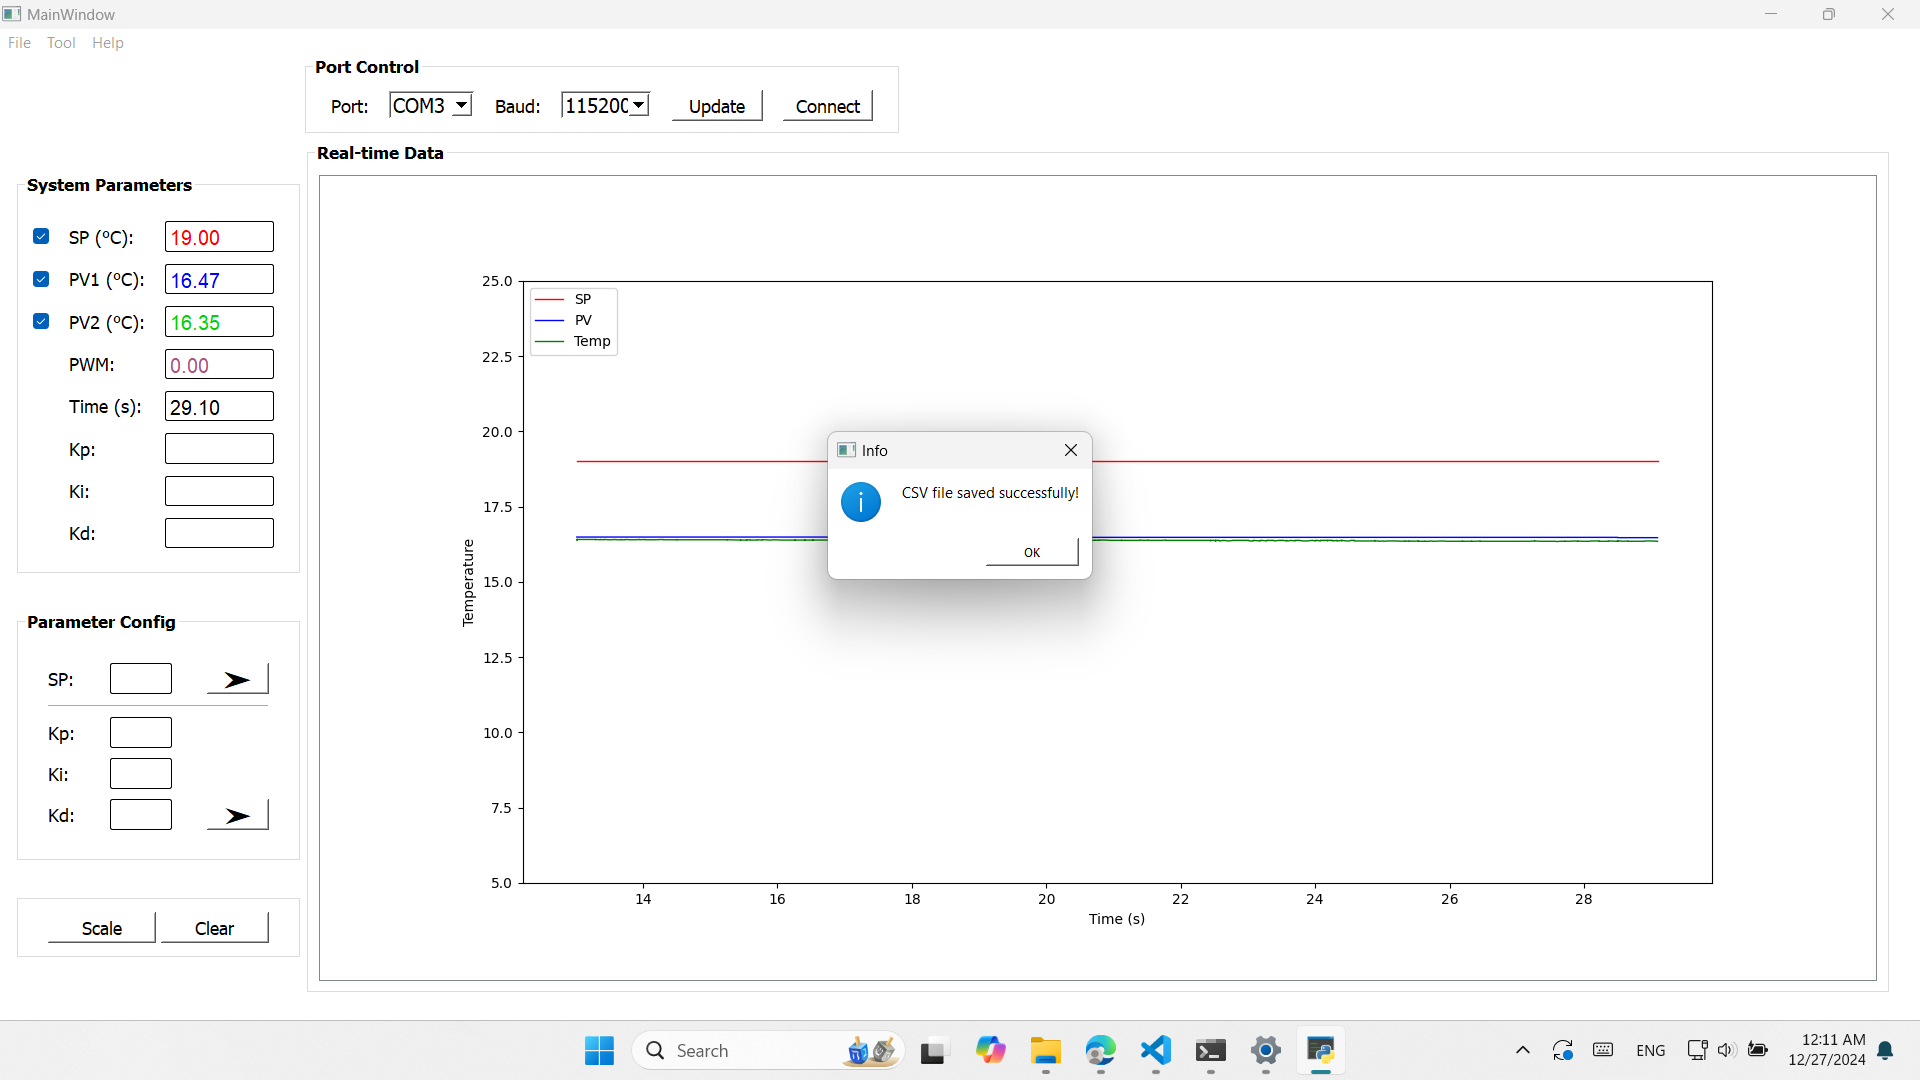 MainWindow
File Tool Help
Port Control
Port: COM3 Baud: 115200 Update Connect
Real-time Data
System Parameters
SP (ºC): 19.00
PV1 (ºC): 16.47
PV2 (ºC): 16.35
PWM: 0.00
Time (s): 29.10
Kp:
Ki:
Kd:
Parameter Config
SP:
Kp:
Ki:
Kd:
Scale Clear
25.0
22.5
20.0
17.5
15.0
12.5
10.0
7.5
5.0
Temperature
SP
PV
Temp
14 16 18 20 22 24 26 28
Time (s)
Info
CSV file saved successfully!
OK
Search
ENG
12:11 AM
12/27/2024